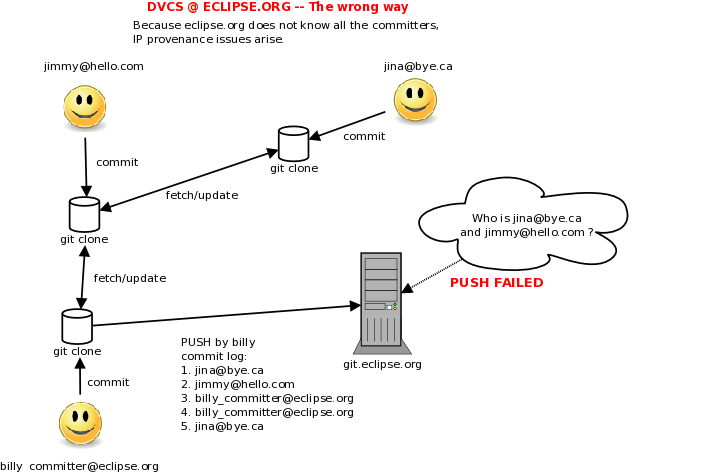 DVCS @ ECLIPSE.ORG -- The wrong way
Because eclipse.org does not know all the committers,
IP provenance issues arise.
jimmy@hello.com
jina@bye.ca
commit
commit
git clone
fetch/update
git clone
Who is jina@bye.ca
and jimmy@hello.com ?
fetch/update
PUSH FAILED
git clone
PUSH by billy
commit log:
1. jina@bye.ca
2. jimmy@hello.com
3. billy_committer@eclipse.org
4. billy_committer@eclipse.org
5. jina@bye.ca
git.eclipse.org
commit
billy_committer@eclipse.org